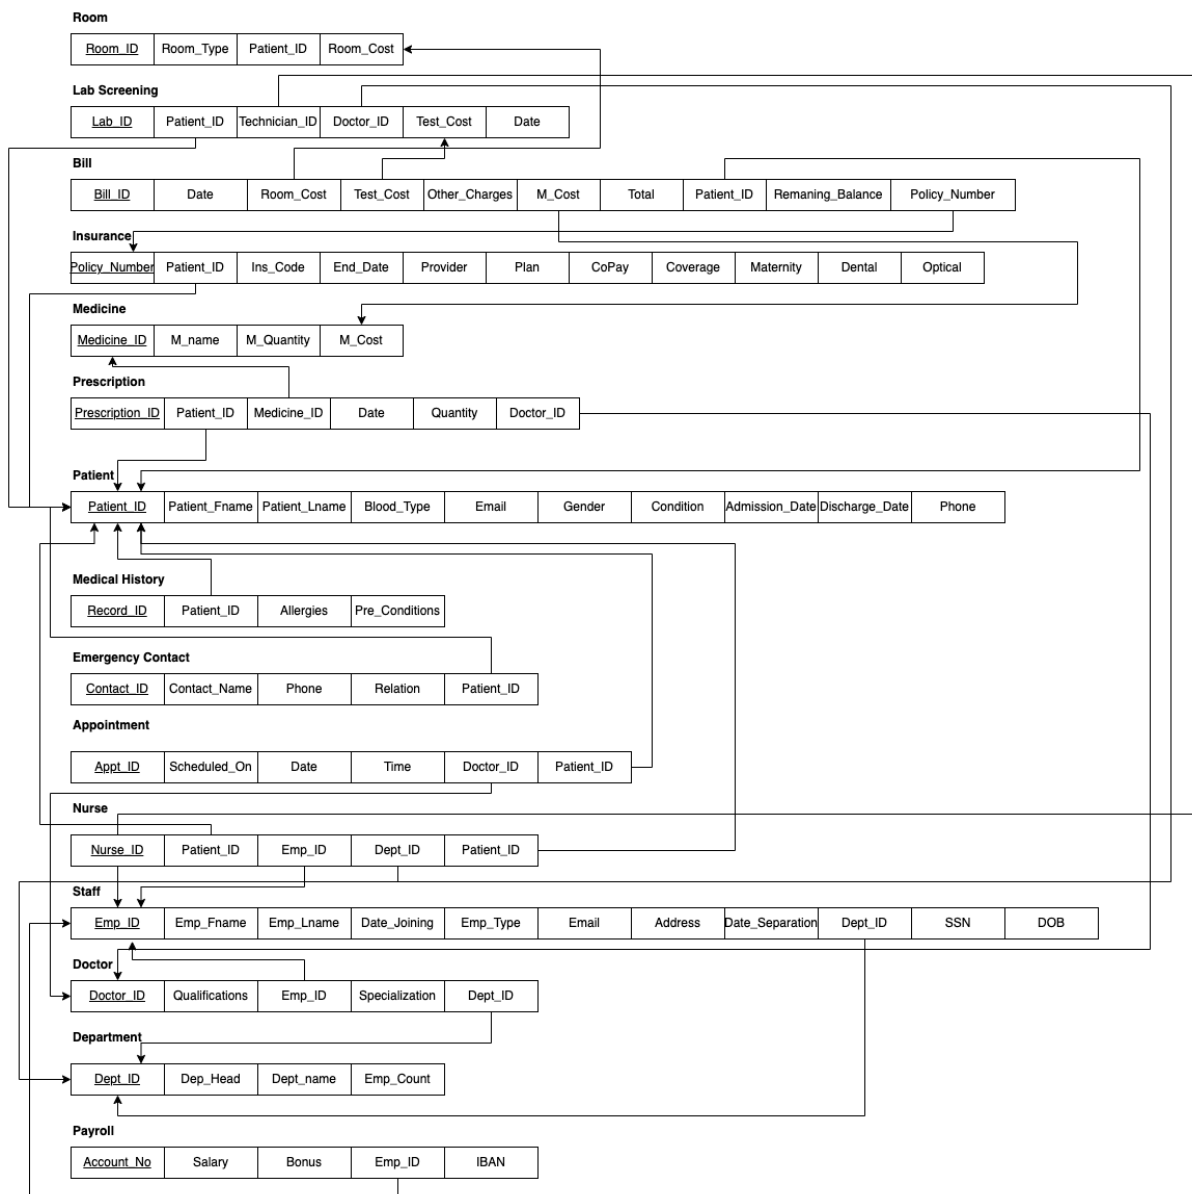 Room
Room_ID Room_Type Patient_ID Room_Cost
Lab Screening
Lab_ID Patient_ID Technician_ID Doctor_ID Test_Cost Date
Bill
Bill_ID Date Room_Cost Test_Cost Other_Charges M_Cost Total Patient_ID Remaning_Balance Policy_Number
Insurance
Policy_Number Patient_ID Ins_Code End_Date Provider Plan CoPay Coverage Maternity Dental Optical
Medicine
Medicine_ID M_name M_Quantity M_Cost
Prescription
Prescription_ID Patient_ID Medicine_ID Date Quantity Doctor_ID
Patient
Patient_ID Patient_Fname Patient_Lname Blood_Type Email Gender Condition Admission_Date Discharge_Date Phone
Medical History
Record_ID Patient_ID Allergies Pre_Conditions
Emergency Contact
Contact_ID Contact_Name Phone Relation Patient_ID
Appointment
Appt_ID Scheduled_On Date Time Doctor_ID Patient_ID
Nurse
Nurse_ID Patient_ID Emp_ID Dept_ID Patient_ID
Staff
Emp_ID Emp_Fname Emp_Lname Date_Joining Emp_Type Email Address Date_Separation Dept_ID SSN DOB
Doctor
Doctor_ID Qualifications Emp_ID Specialization Dept_ID
Department
Dept_ID Dep_Head Dept_name Emp_Count
Payroll
Account_No Salary Bonus Emp_ID IBAN